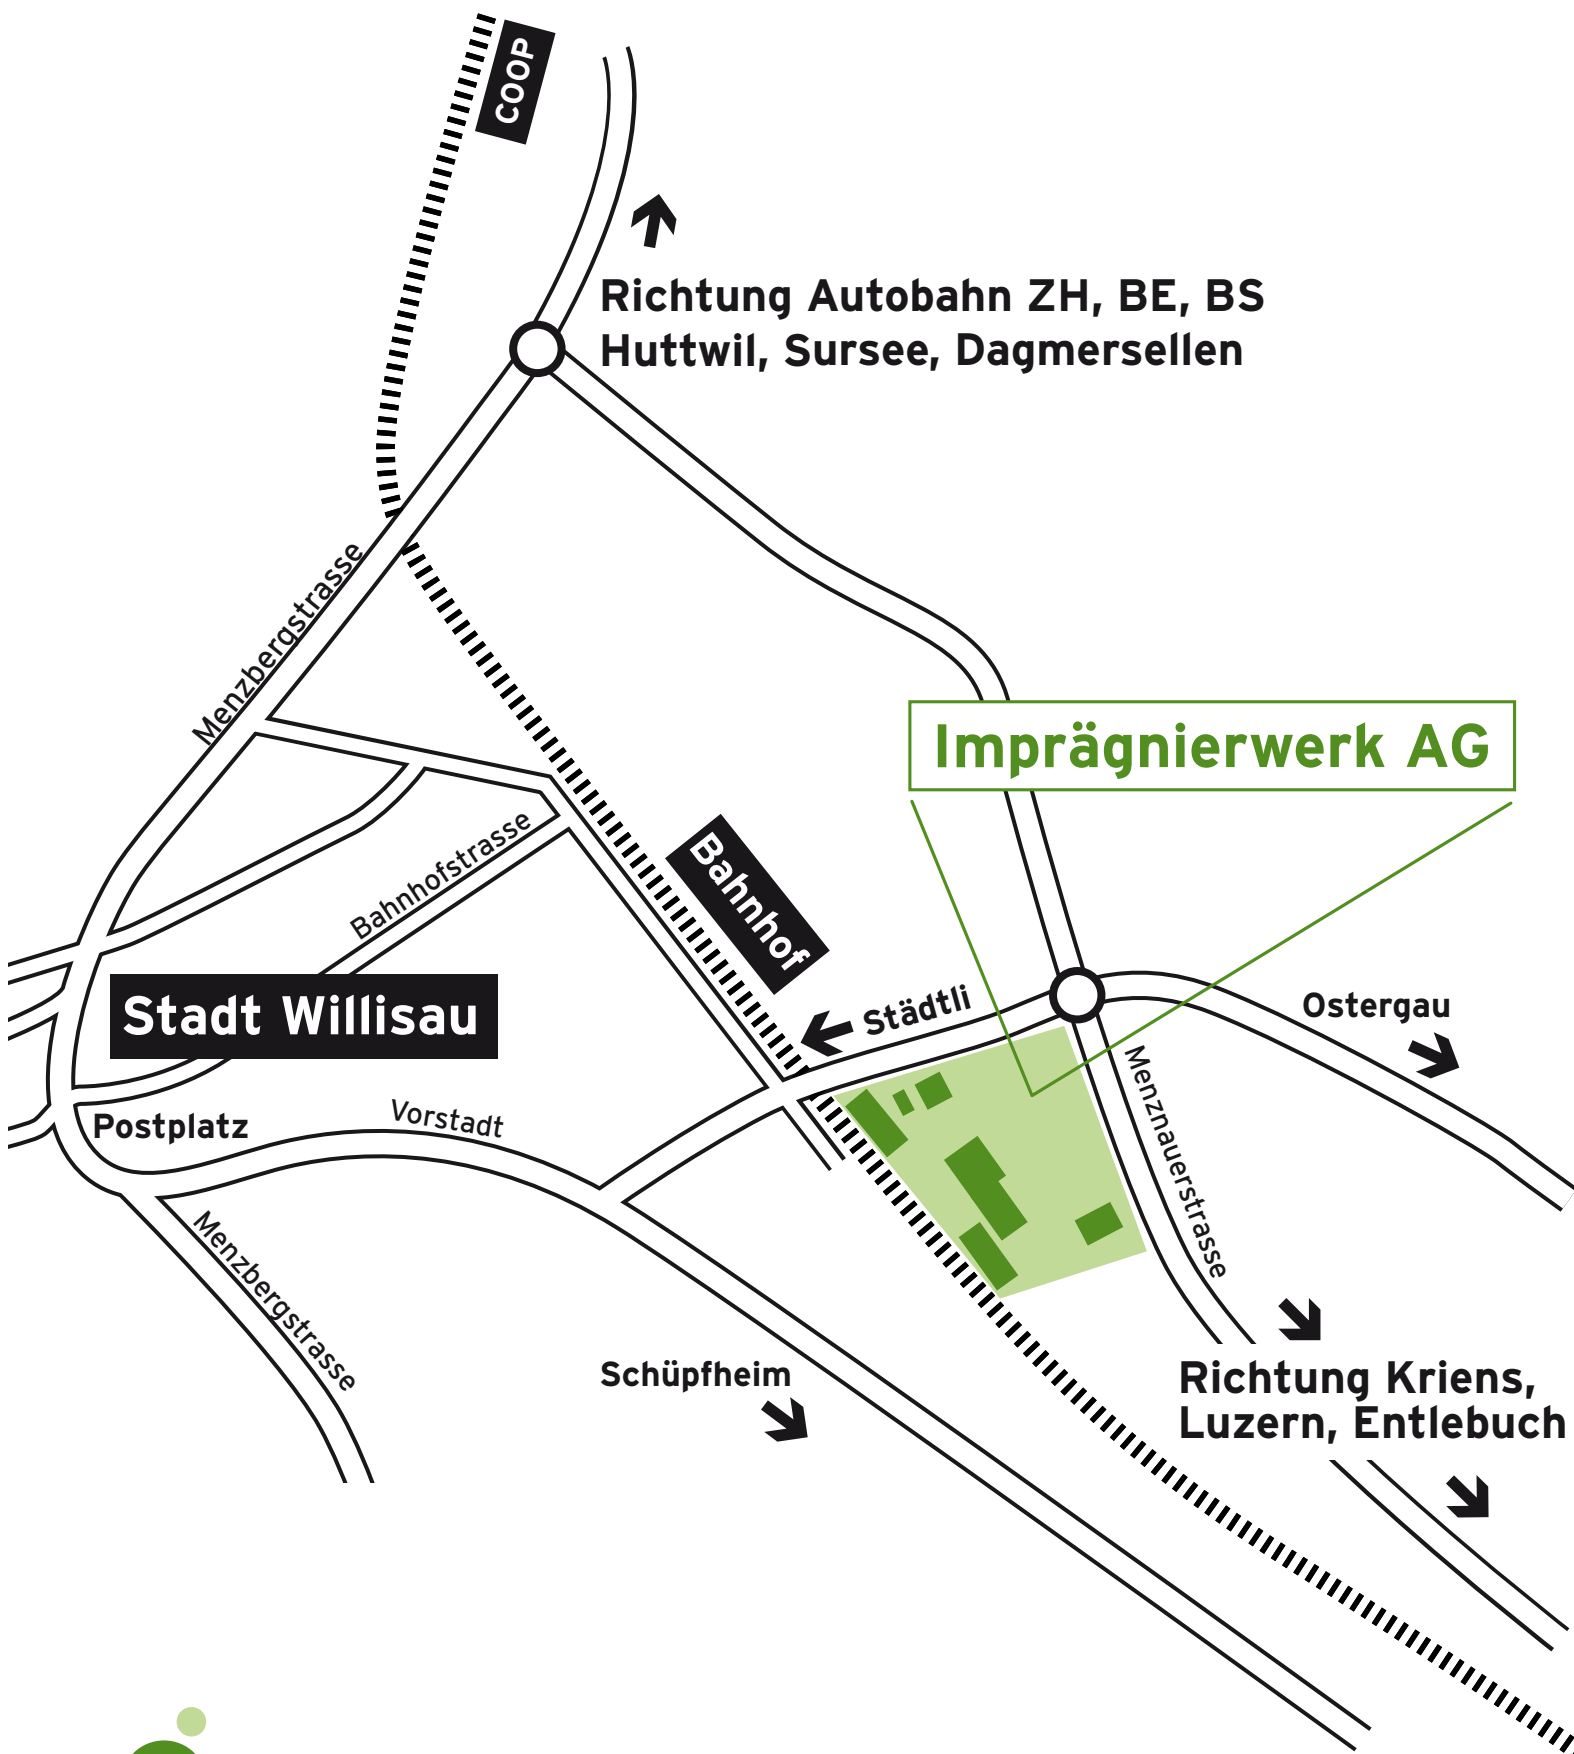 COOP
Richtung Autobahn ZH, BE, BS
Huttwil, Sursee, Dagmersellen
Menzbergstrasse
Imprägnierwerk AG
Bahnhofstrasse
Bahnhof
Stadt Willisau
Städtli
Ostergau
Postplatz
Vorstadt
Menznauerstrasse
Menzbergstrasse
Schüpfheim
Richtung Kriens,
Luzern, Entlebuch